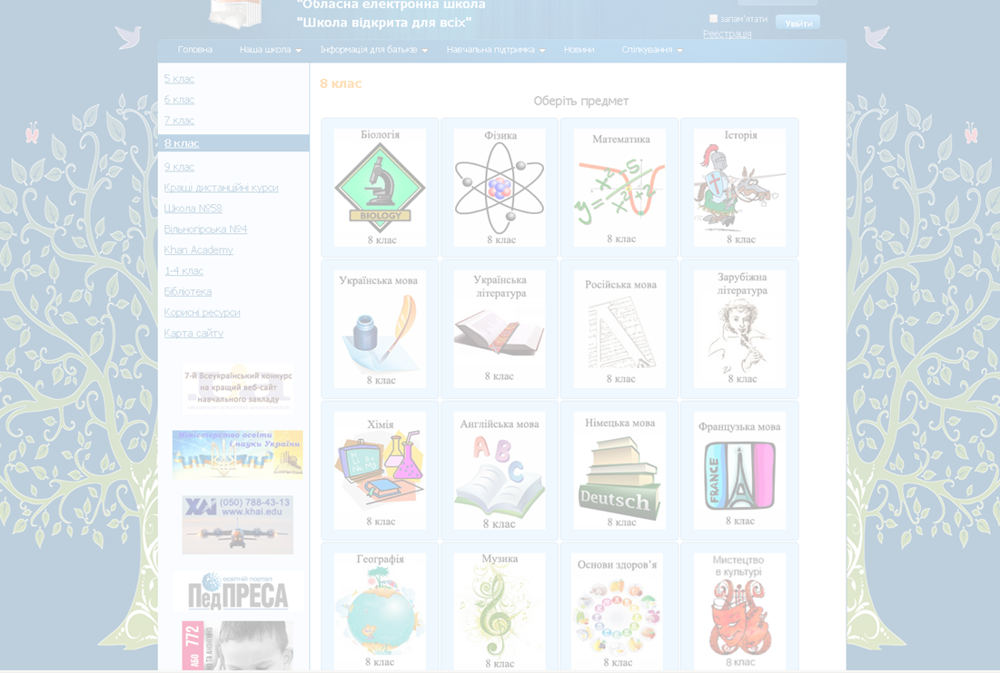 "Обласна електронна школа
"Школа відкрита для всіх"
запам'ятати
Увійти
Реєстрація
Головна
Наша школа
Інформація для батьків
Навчальна підтримка
Новини
Спілкування
5 клас
6 клас
7 клас
8 клас
9 клас
Кращі дистанційні курси
Школа №58
Вільногірська №4
Khan Academy
1-4 клас
Бібліотека
Корисні ресурси
Карта сайту
7-й Всеукраїнський конкурс
на кращий веб-сайт
навчального закладу
Міністерство освіти
і науки України
ХАІ (050) 788-43-13
www.khai.edu
освітній портал
ПедПРЕСА
АБО 772
ТА АНОНІМНО
8 клас
Оберіть предмет
Біологія
BIOLOGY
8 клас
Фізика
8 клас
Математика
8 клас
Історія
8 клас
Українська мова
8 клас
Українська
література
8 клас
Російська мова
8 клас
Зарубіжна
література
8 клас
Хімія
8 клас
Англійська мова
A B C
8 клас
Німецька мова
Deutsch
8 клас
Французька мова
FRANCE
8 клас
Географія
8 клас
Музика
8 клас
Основи здоров'я
8 клас
Мистецтво
в культурі
8 клас